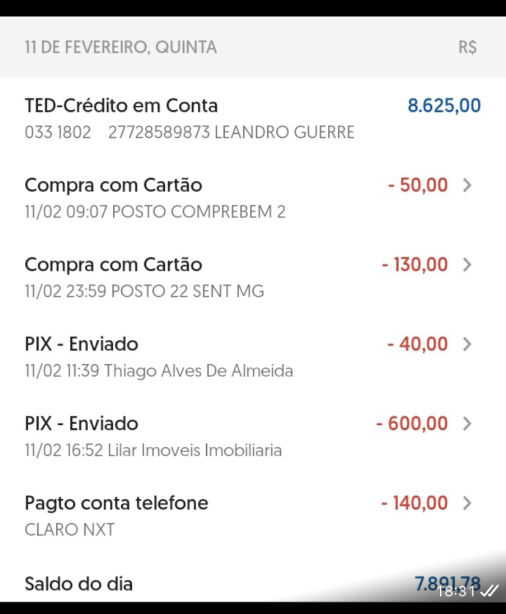 11 DE FEVEREIRO, QUINTA R$
TED-Crédito em Conta 8.625,00
033 1802 27728589873 LEANDRO GUERRE
Compra com Cartão - 50,00
11/02 09:07 POSTO COMPREBEM 2
Compra com Cartão - 130,00
11/02 23:59 POSTO 22 SENT MG
PIX - Enviado - 40,00
11/02 11:39 Thiago Alves De Almeida
PIX - Enviado - 600,00
11/02 16:52 Lilar Imoveis Imobiliaria
Pagto conta telefone - 140,00
CLARO NXT
Saldo do dia 7.891,78
18:31